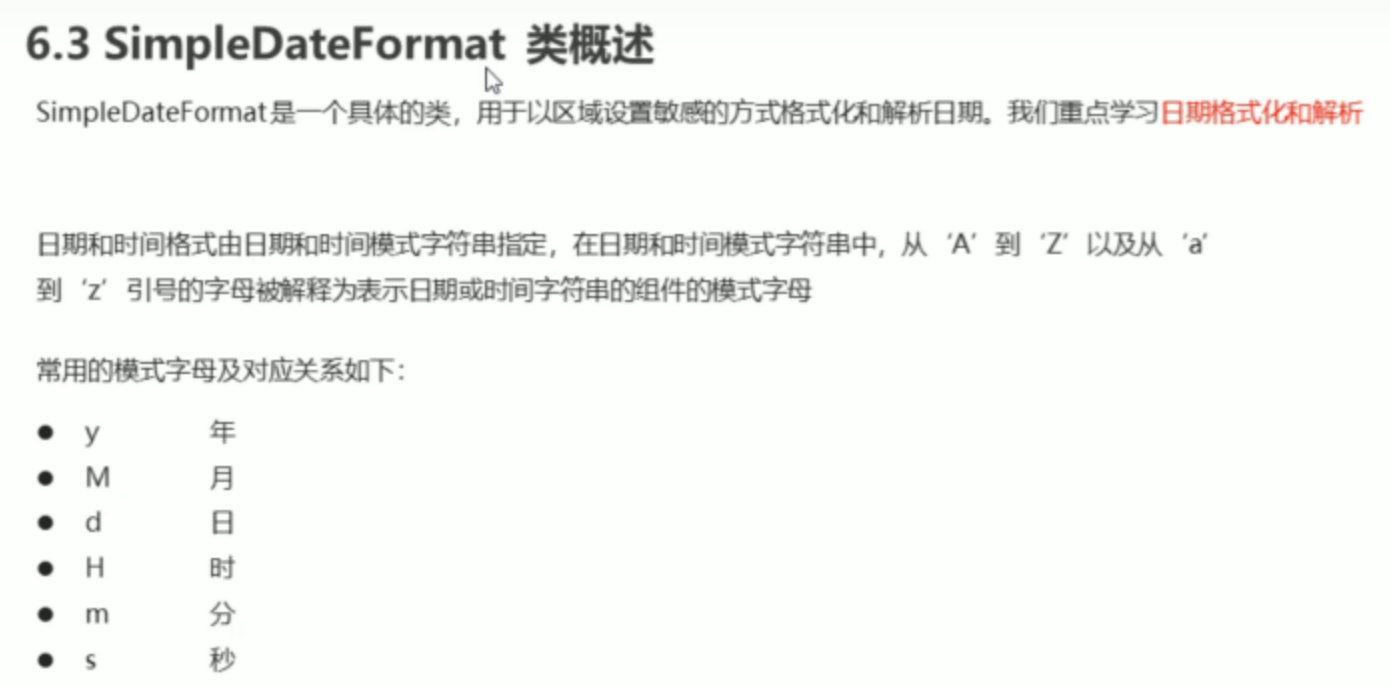 6.3 SimpleDateFormat 类概述
SimpleDateFormat是一个具体的类，用于以区域设置敏感的方式格式化和解析日期。我们重点学习日期格式化和解析
日期和时间格式由日期和时间模式字符串指定，在日期和时间模式字符串中，从‘A’到‘Z’以及从‘a’
到‘z’引号的字母被解释为表示日期或时间字符串的组件的模式字母
常用的模式字母及对应关系如下：
● y 年
● M 月
● d 日
● H 时
● m 分
● s 秒